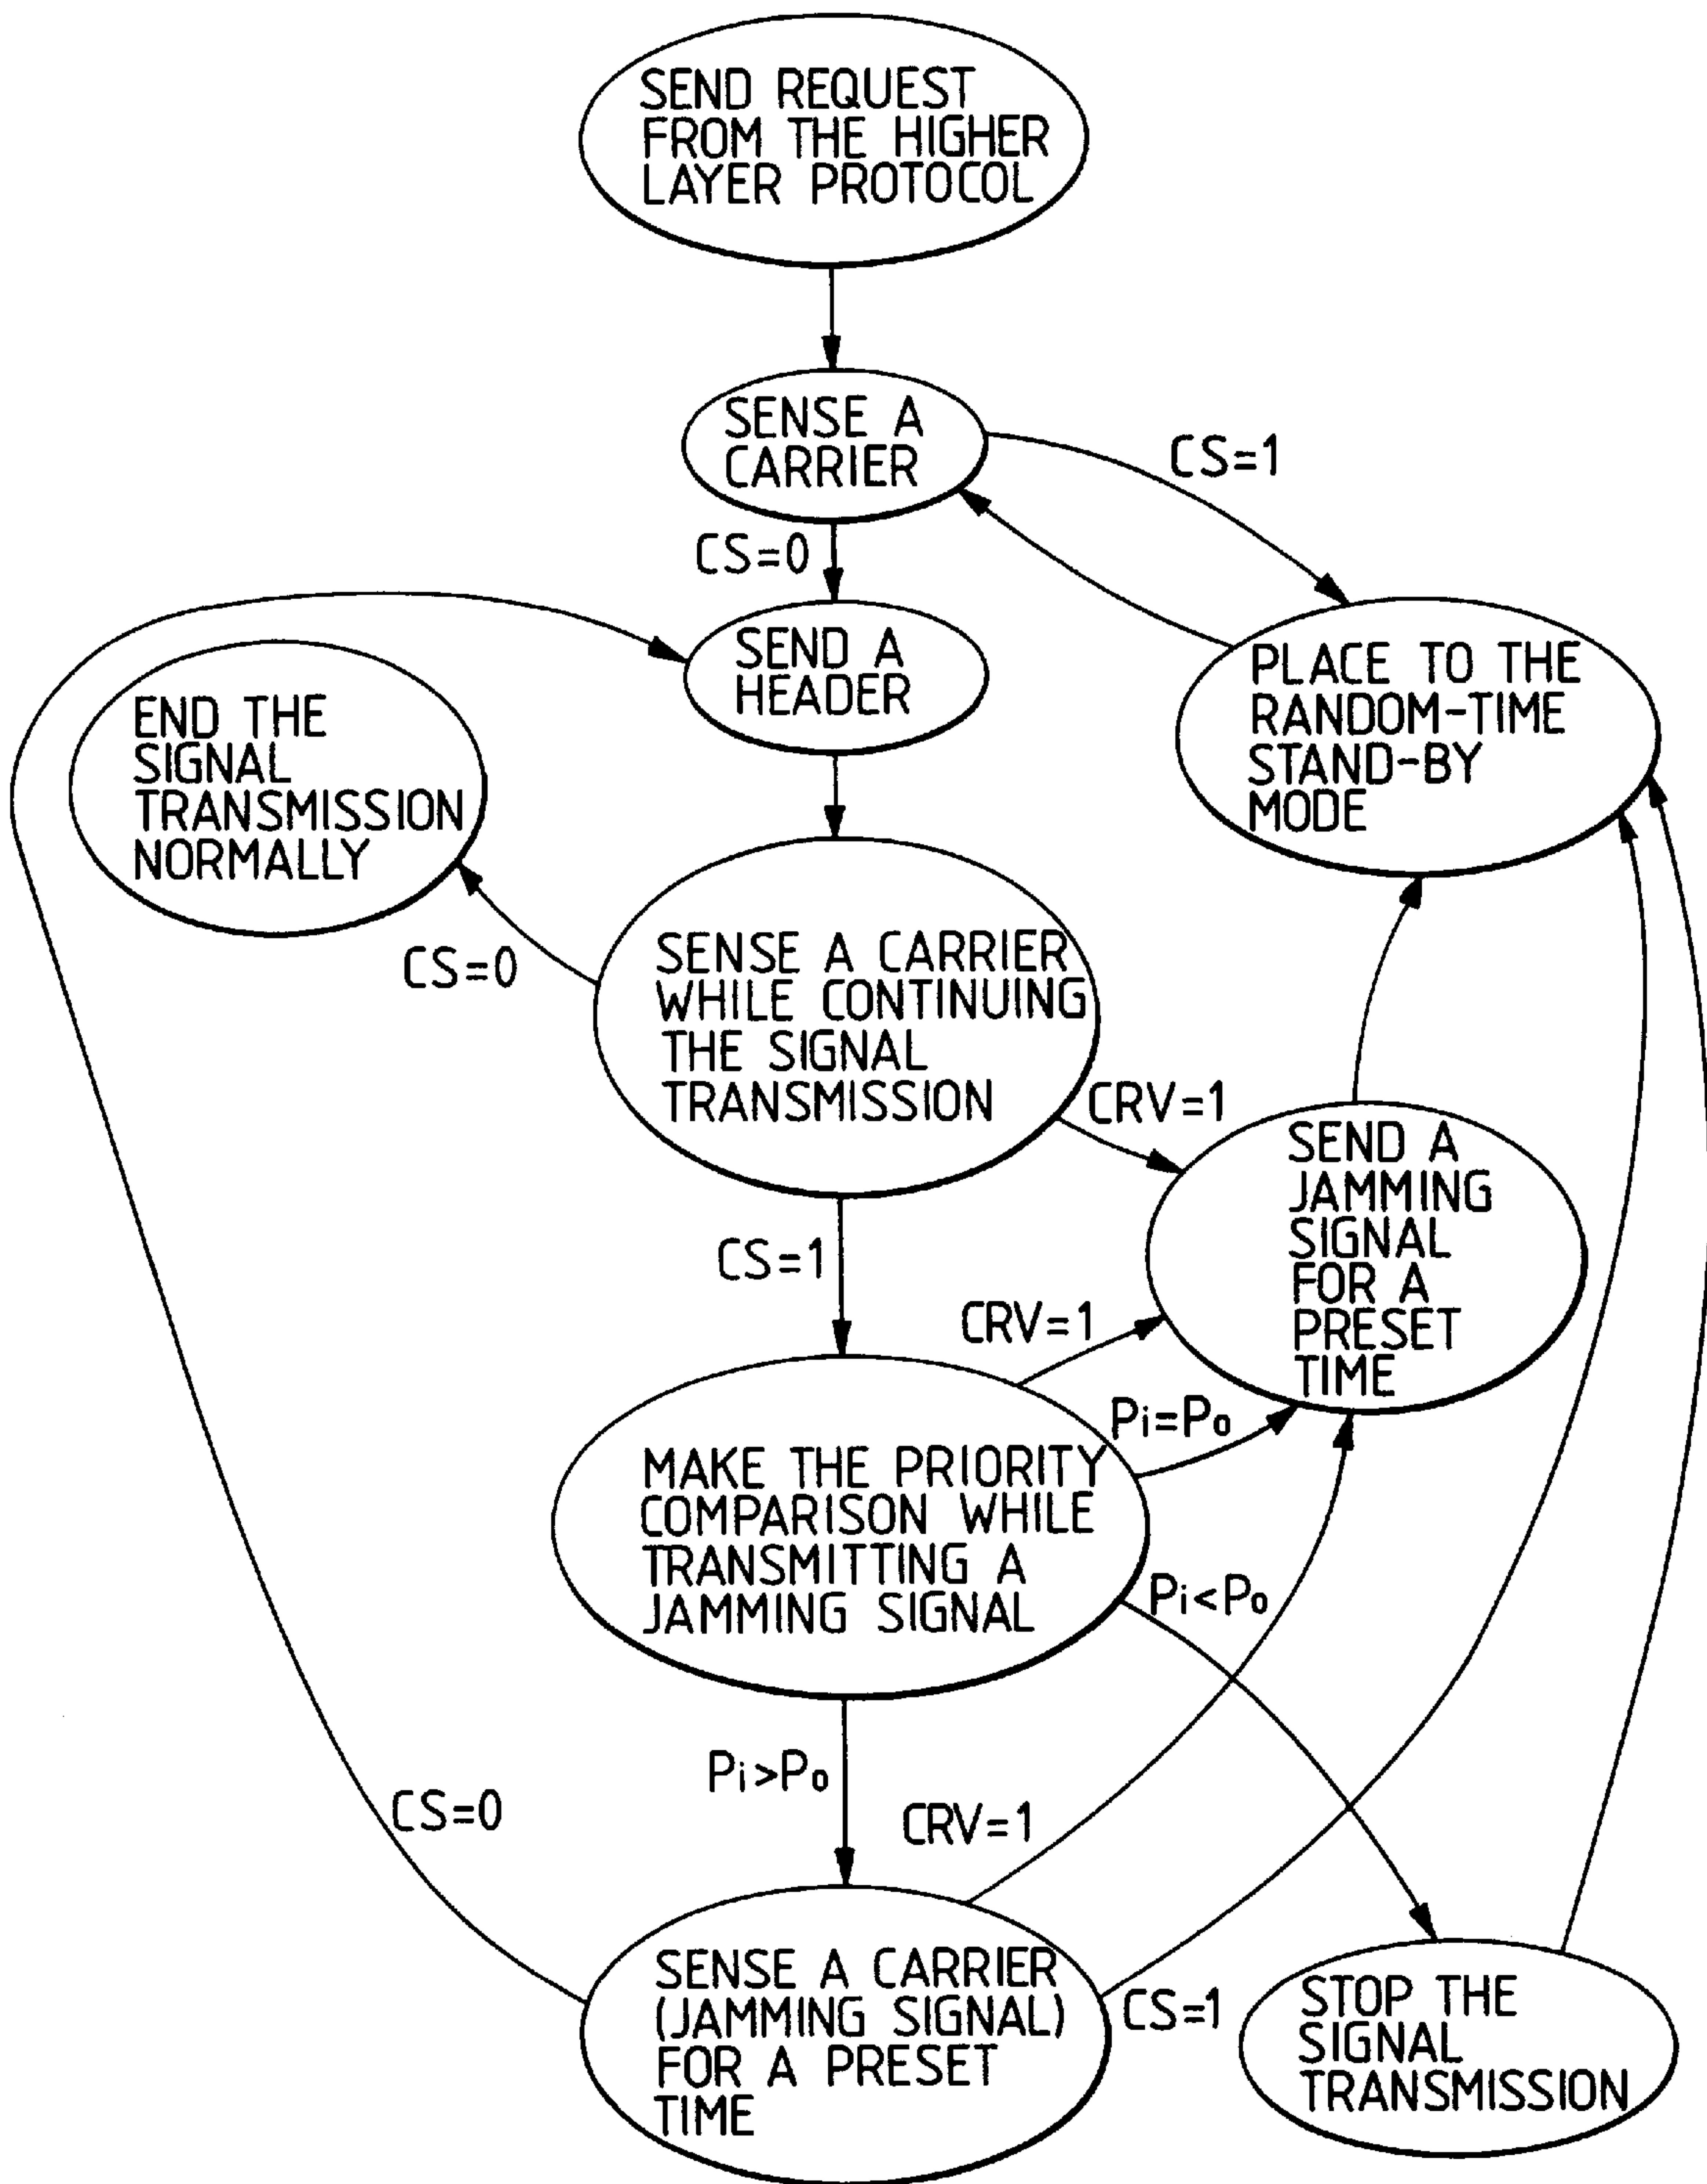 SEND REQUEST
FROM THE HIGHER
LAYER PROTOCOL
SENSE A
CARRIER
CS=1
CS=0
SEND A
HEADER
PLACE TO THE
RANDOM-TIME
STAND-BY
MODE
END THE
SIGNAL
TRANSMISSION
NORMALLY
CS=0
SENSE A CARRIER
WHILE CONTINUING
THE SIGNAL
TRANSMISSION
CRV=1
SEND A
JAMMING
SIGNAL
FOR A
PRESET
TIME
CS=1
CRV=1
Pi=Po
MAKE THE PRIORITY
COMPARISON WHILE
TRANSMITTING A
JAMMING SIGNAL
Pi<Po
Pi>Po
CS=0
CRV=1
SENSE A CARRIER
(JAMMING SIGNAL)
FOR A PRESET
TIME
CS=1
STOP THE
SIGNAL
TRANSMISSION